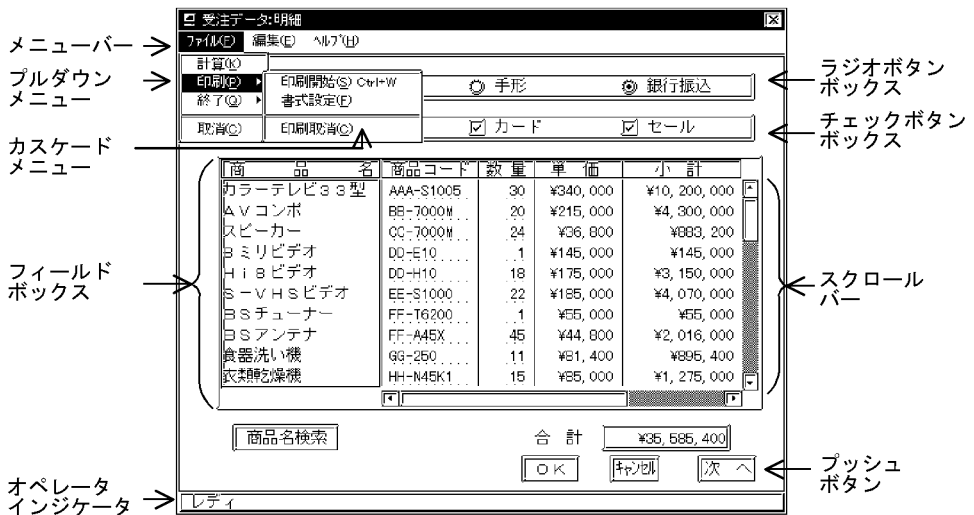 受注データ:明細
メニューバー
ﾌｧｲﾙ(F) 編集(E) ﾍﾙﾌﾟ(H)
プルダウン
メニュー
計算(K)
印刷(P)
終了(Q)
取消(C)
印刷開始(S) Ctrl+W
書式設定(F)
印刷取消(C)
手形 銀行振込
ラジオボタン
ボックス
カード セール
チェックボタン
ボックス
カスケード
メニュー
商品名 商品コード 数量 単価 小計
カラーテレビ33型 AAA-S1005 30 ¥340,000 ¥10,200,000
AVコンポ BB-7000M 20 ¥215,000 ¥4,300,000
スピーカー CC-7000M 24 ¥36,800 ¥883,200
8ミリビデオ DD-E10 1 ¥145,000 ¥145,000
Hi8ビデオ DD-H10 18 ¥175,000 ¥3,150,000
S-VHSビデオ EE-S1000 22 ¥185,000 ¥4,070,000
BSチューナー FF-T6200 1 ¥55,000 ¥55,000
BSアンテナ FF-A45X 45 ¥44,800 ¥2,016,000
食器洗い機 GG-250 11 ¥81,400 ¥895,400
衣類乾燥機 HH-N45K1 15 ¥85,000 ¥1,275,000
フィールド
ボックス
スクロール
バー
商品名検索 合計 ¥35,585,400
OK ｷｬﾝｾﾙ 次へ
プッシュ
ボタン
オペレータ
インジケータ
レディ